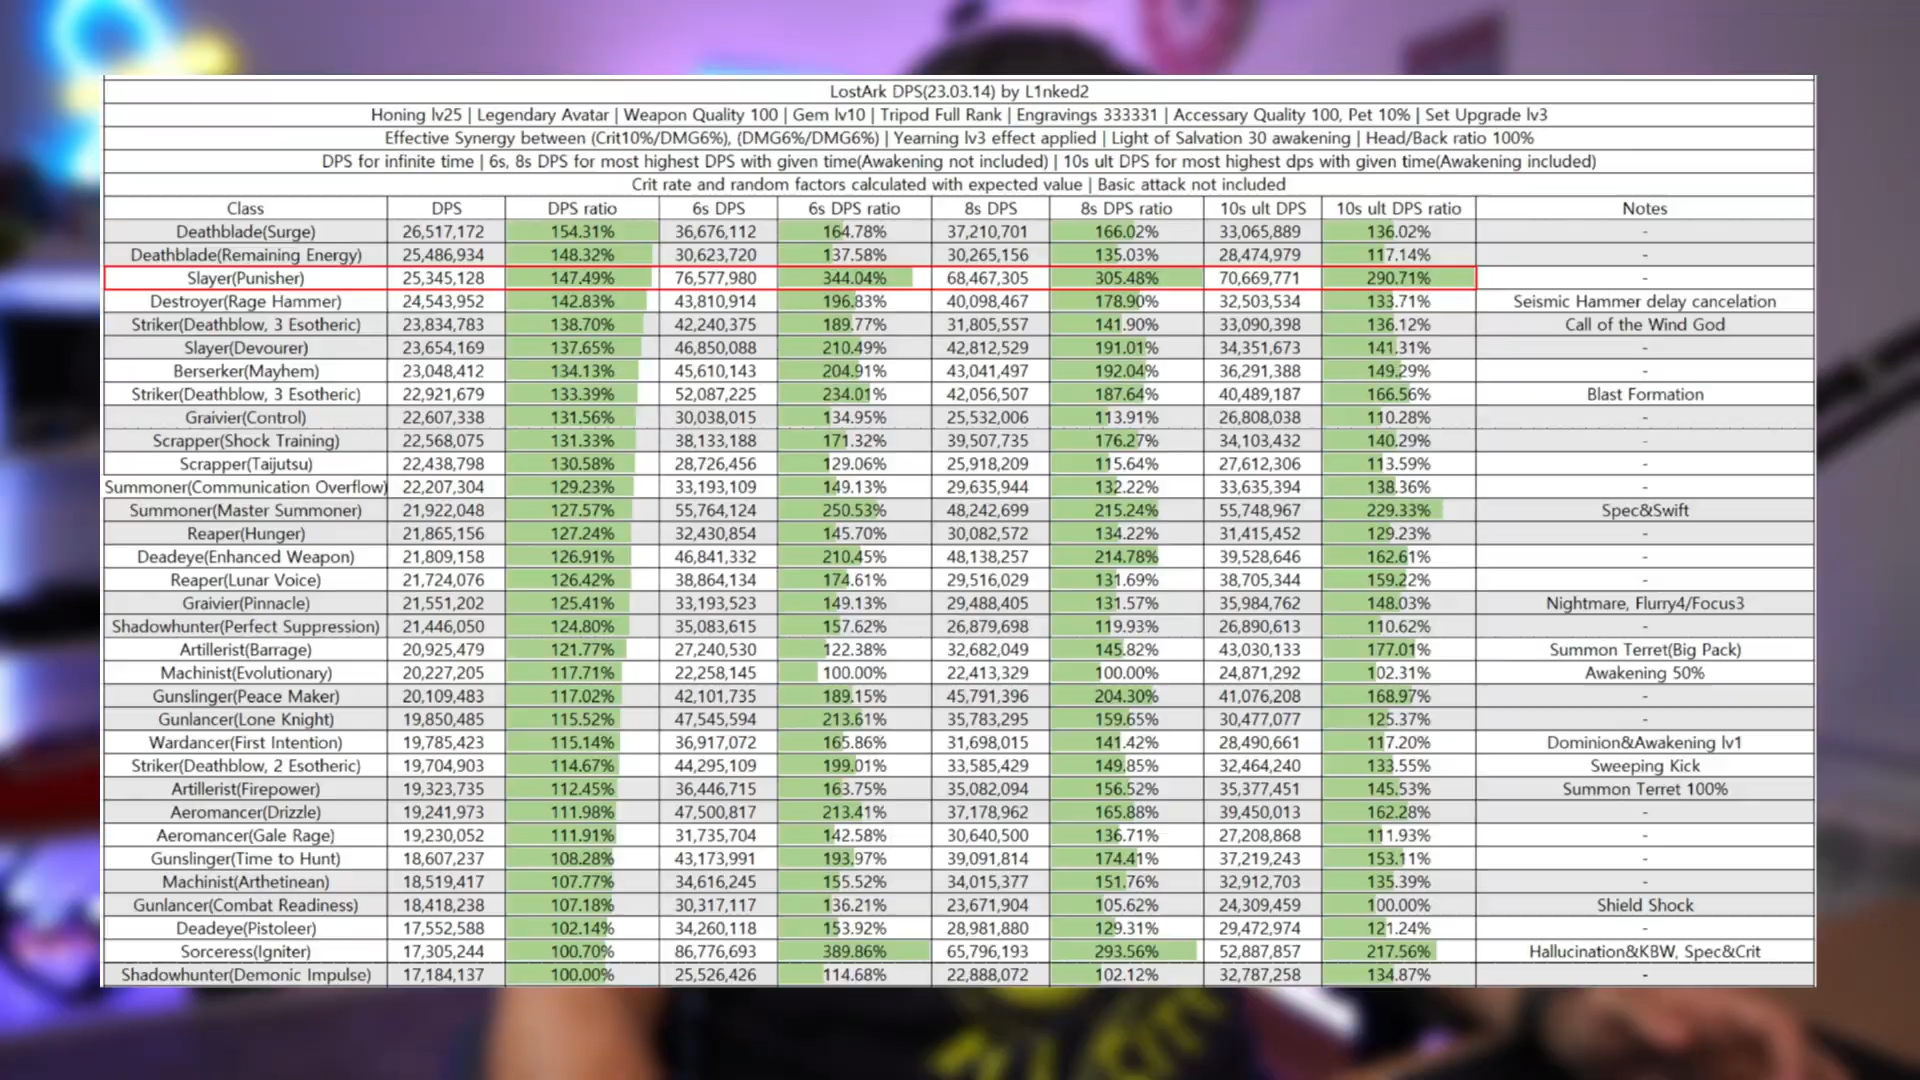 LostArk DPS(23.03.14) by L1nked2
Honing lv25 | Legendary Avatar | Weapon Quality 100 | Gem lv10 | Tripod Full Rank | Engravings 333331 | Accessary Quality 100, Pet 10% | Set Upgrade lv3
Effective Synergy between (Crit10%/DMG6%), (DMG6%/DMG6%) | Yearning lv3 effect applied | Light of Salvation 30 awakening | Head/Back ratio 100%
DPS for infinite time | 6s, 8s DPS for most highest DPS with given time(Awakening not included) | 10s ult DPS for most highest dps with given time(Awakening included)
Crit rate and random factors calculated with expected value | Basic attack not included
Class DPS DPS ratio 6s DPS 6s DPS ratio 8s DPS 8s DPS ratio 10s ult DPS 10s ult DPS ratio Notes
Deathblade(Surge) 26,517,172 154.31% 36,676,112 164.78% 37,210,701 166.02% 33,065,889 136.02% -
Deathblade(Remaining Energy) 25,486,934 148.32% 30,623,720 137.58% 30,265,156 135.03% 28,474,979 117.14% -
Slayer(Punisher) 25,345,128 147.49% 76,577,980 344.04% 68,467,305 305.48% 70,669,771 290.71% -
Destroyer(Rage Hammer) 24,543,952 142.83% 43,810,914 196.83% 40,098,467 178.90% 32,503,534 133.71% Seismic Hammer delay cancelation
Striker(Deathblow, 3 Esotheric) 23,834,783 138.70% 42,240,375 189.77% 31,805,557 141.90% 33,090,398 136.12% Call of the Wind God
Slayer(Devourer) 23,654,169 137.65% 46,850,088 210.49% 42,812,529 191.01% 34,351,673 141.31% -
Berserker(Mayhem) 23,048,412 134.13% 45,610,143 204.91% 43,041,497 192.04% 36,291,388 149.29% -
Striker(Deathblow, 3 Esotheric) 22,921,679 133.39% 52,087,225 234.01% 42,056,507 187.64% 40,489,187 166.56% Blast Formation
Graivier(Control) 22,607,338 131.56% 30,038,015 134.95% 25,532,006 113.91% 26,808,038 110.28% -
Scrapper(Shock Training) 22,568,075 131.33% 38,133,188 171.32% 39,507,735 176.27% 34,103,432 140.29% -
Scrapper(Taijutsu) 22,438,798 130.58% 28,726,456 129.06% 25,918,209 115.64% 27,612,306 113.59% -
Summoner(Communication Overflow) 22,207,304 129.23% 33,193,109 149.13% 29,635,944 132.22% 33,635,394 138.36% -
Summoner(Master Summoner) 21,922,048 127.57% 55,764,124 250.53% 48,242,699 215.24% 55,748,967 229.33% Spec&Swift
Reaper(Hunger) 21,865,156 127.24% 32,430,854 145.70% 30,082,572 134.22% 31,415,452 129.23% -
Deadeye(Enhanced Weapon) 21,809,158 126.91% 46,841,332 210.45% 48,138,257 214.78% 39,528,646 162.61% -
Reaper(Lunar Voice) 21,724,076 126.42% 38,864,134 174.61% 29,516,029 131.69% 38,705,344 159.22% -
Graivier(Pinnacle) 21,551,202 125.41% 33,193,523 149.13% 29,488,405 131.57% 35,984,762 148.03% Nightmare, Flurry4/Focus3
Shadowhunter(Perfect Suppression) 21,446,050 124.80% 35,083,615 157.62% 26,879,698 119.93% 26,890,613 110.62% -
Artillerist(Barrage) 20,925,479 121.77% 27,240,530 122.38% 32,682,049 145.82% 43,030,133 177.01% Summon Terret(Big Pack)
Machinist(Evolutionary) 20,227,205 117.71% 22,258,145 100.00% 22,413,329 100.00% 24,871,292 102.31% Awakening 50%
Gunslinger(Peace Maker) 20,109,483 117.02% 42,101,735 189.15% 45,791,396 204.30% 41,076,208 168.97% -
Gunlancer(Lone Knight) 19,850,485 115.52% 47,545,594 213.61% 35,783,295 159.65% 30,477,077 125.37% -
Wardancer(First Intention) 19,785,423 115.14% 36,917,072 165.86% 31,698,015 141.42% 28,490,661 117.20% Dominion&Awakening lv1
Striker(Deathblow, 2 Esotheric) 19,704,903 114.67% 44,295,109 199.01% 33,585,429 149.85% 32,464,240 133.55% Sweeping Kick
Artillerist(Firepower) 19,323,735 112.45% 36,446,715 163.75% 35,082,094 156.52% 35,377,451 145.53% Summon Terret 100%
Aeromancer(Drizzle) 19,241,973 111.98% 47,500,817 213.41% 37,178,962 165.88% 39,450,013 162.28% -
Aeromancer(Gale Rage) 19,230,052 111.91% 31,735,704 142.58% 30,640,500 136.71% 27,208,868 111.93% -
Gunslinger(Time to Hunt) 18,607,237 108.28% 43,173,991 193.97% 39,091,814 174.41% 37,219,243 153.11% -
Machinist(Arthetinean) 18,519,417 107.77% 34,616,245 155.52% 34,015,377 151.76% 32,912,703 135.39% -
Gunlancer(Combat Readiness) 18,418,238 107.18% 30,317,117 136.21% 23,671,904 105.62% 24,309,459 100.00% Shield Shock
Deadeye(Pistoleer) 17,552,588 102.14% 34,260,118 153.92% 28,981,880 129.31% 29,472,974 121.24% -
Sorceress(Igniter) 17,305,244 100.70% 86,776,693 389.86% 65,796,193 293.56% 52,887,857 217.56% Hallucination&KBW, Spec&Crit
Shadowhunter(Demonic Impulse) 17,184,137 100.00% 25,526,426 114.68% 22,888,072 102.12% 32,787,258 134.87% -